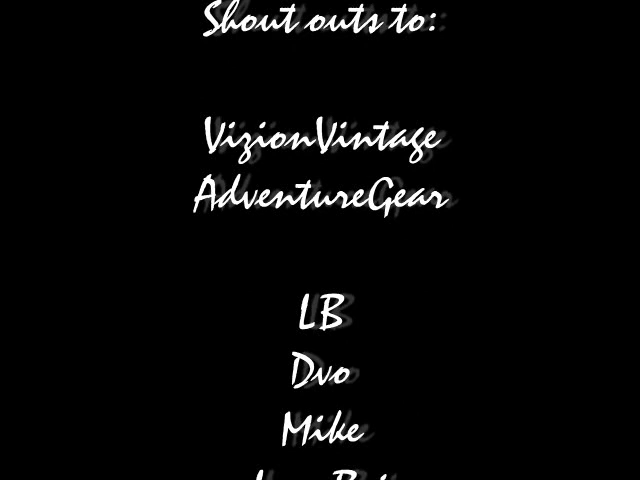 Shout outs to:
VizionVintage
AdventureGear
LB
Dvo
Mike